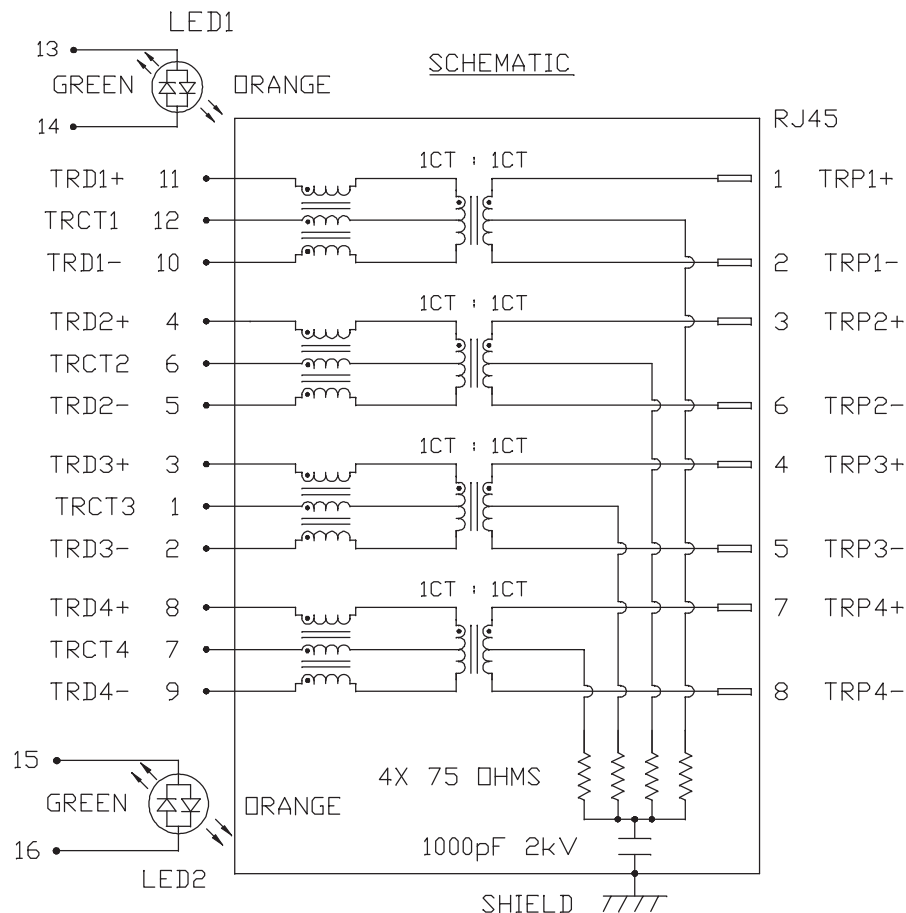 LED1
13
GREEN ORANGE
14
SCHEMATIC
RJ45
1CT : 1CT
TRD1+ 11 1 TRP1+
TRCT1 12
TRD1- 10 2 TRP1-
1CT : 1CT
TRD2+ 4 3 TRP2+
TRCT2 6
TRD2- 5 6 TRP2-
1CT : 1CT
TRD3+ 3 4 TRP3+
TRCT3 1
TRD3- 2 5 TRP3-
1CT : 1CT
TRD4+ 8 7 TRP4+
TRCT4 7
TRD4- 9 8 TRP4-
15
4X 75 OHMS
GREEN ORANGE
16
1000pF 2kV
LED2
SHIELD